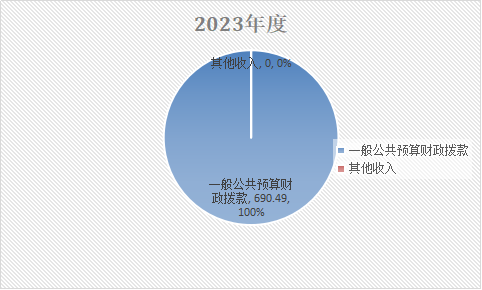 2023年度
其他收入, 0, 0%
一般公共预算财
政拨款, 690.49,
100%
一般公共预算财政拨款
其他收入